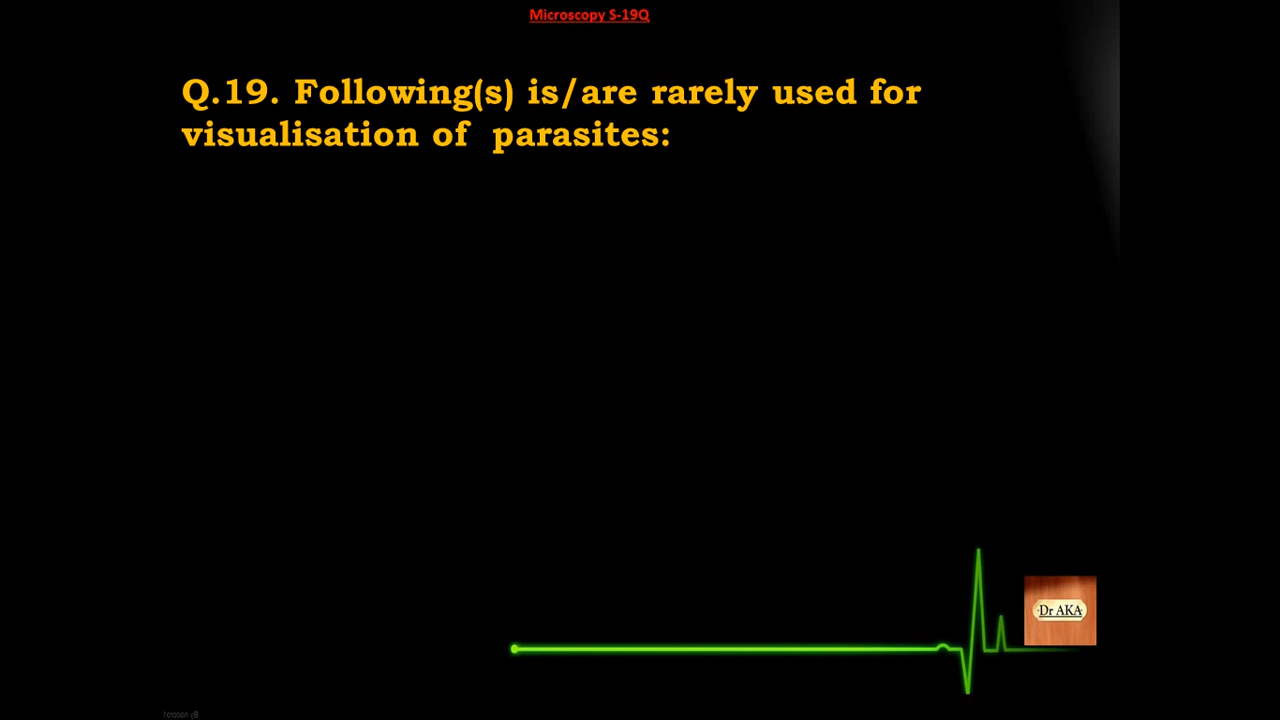 Microscopy S-19Q
Q.19. Following(s) is/are rarely used for
visualisation of parasites:
Dr AKA